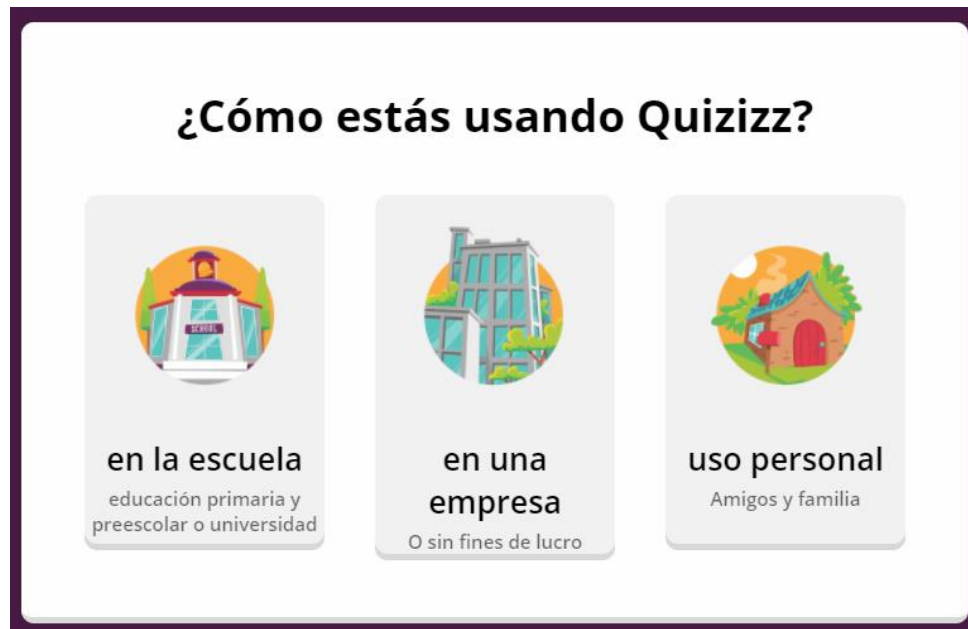 ¿Cómo estás usando Quizizz?
SCHOOL
en la escuela
educación primaria y
preescolar o universidad
en una
empresa
O sin fines de lucro
uso personal
Amigos y familia